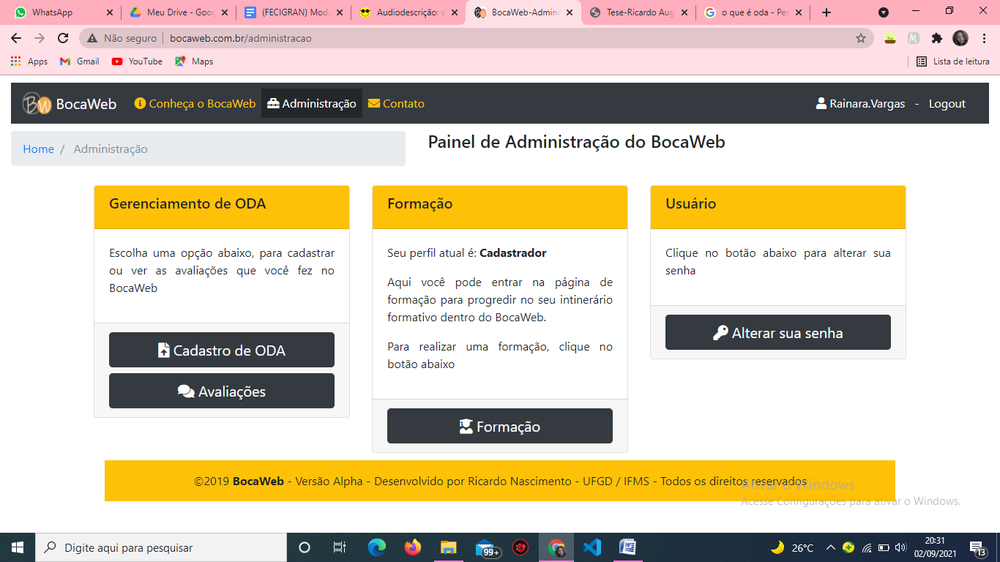 WhatsApp
Meu Drive - Goog
(FECIGRAN) Mod
Audiodescrição: o
BocaWeb-Admini
Tese-Ricardo Aug
o que é oda - Pes
Não seguro
bocaweb.com.br/administracao
Apps
Gmail
YouTube
Maps
Lista de leitura
BocaWeb
Conheça o BocaWeb
Administração
Contato
Rainara.Vargas - Logout
Home / Administração
Painel de Administração do BocaWeb
Gerenciamento de ODA
Escolha uma opção abaixo, para cadastrar
ou ver as avaliações que você fez no
BocaWeb
Cadastro de ODA
Avaliações
Formação
Seu perfil atual é: Cadastrador
Aqui você pode entrar na página de
formação para progredir no seu intinerário
formativo dentro do BocaWeb.
Para realizar uma formação, clique no
botão abaixo
Formação
Usuário
Clique no botão abaixo para alterar sua
senha
Alterar sua senha
©2019 BocaWeb - Versão Alpha - Desenvolvido por Ricardo Nascimento - UFGD / IFMS - Todos os direitos reservados
Ativar o Windows
Acesse Configurações para ativar o Windows.
Digite aqui para pesquisar
99+
26°C
20:31
02/09/2021
13